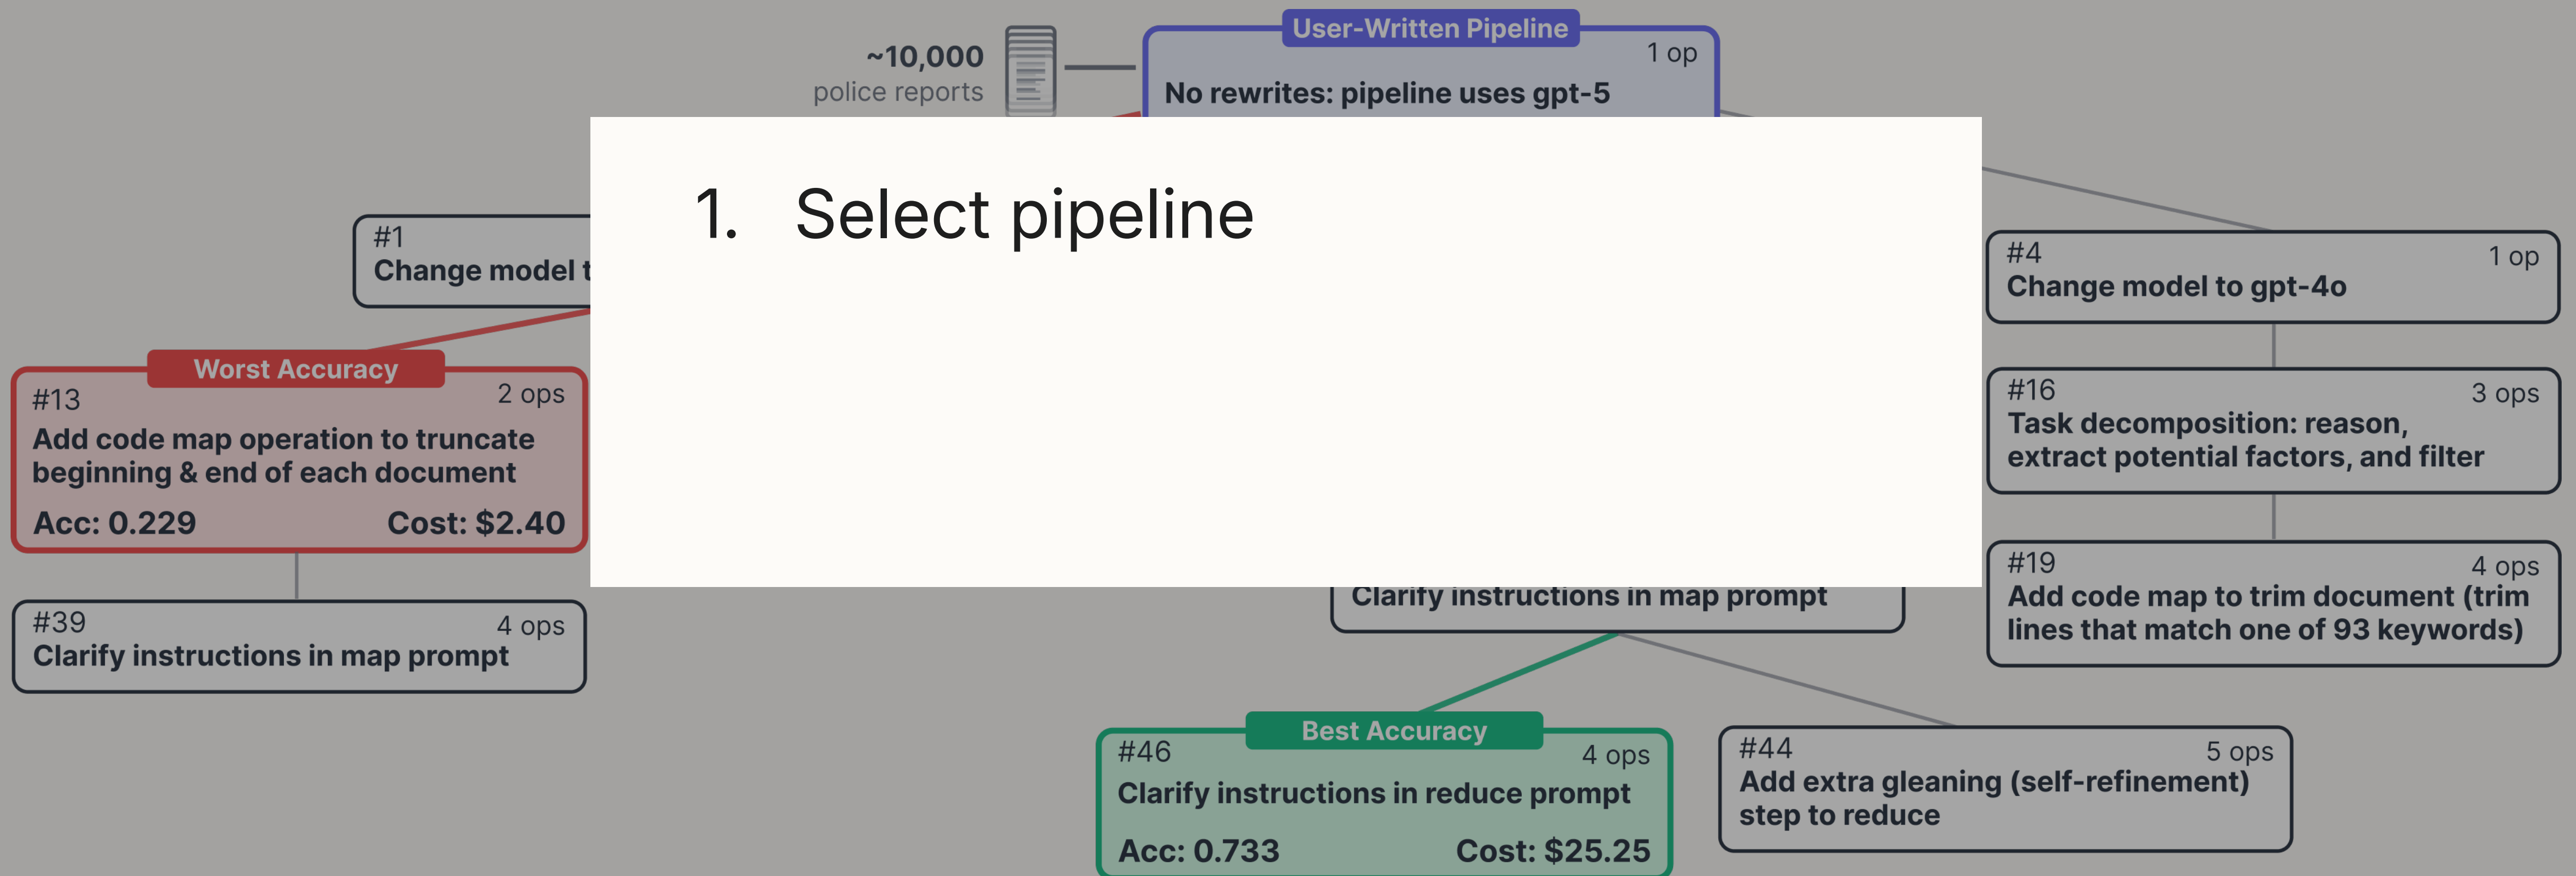 User-Written Pipeline
~10,000
police reports
1 op
No rewrites: pipeline uses gpt-5
1. Select pipeline
#1
Change model
#4
1 op
Change model to gpt-4o
Worst Accuracy
#13
2 ops
Add code map operation to truncate
beginning & end of each document
Acc: 0.229
Cost: $2.40
#16
3 ops
Task decomposition: reason,
extract potential factors, and filter
#19
4 ops
Add code map to trim document (trim
lines that match one of 93 keywords)
#39
4 ops
Clarify instructions in map prompt
Clarify instructions in map prompt
Best Accuracy
#46
4 ops
Clarify instructions in reduce prompt
Acc: 0.733
Cost: $25.25
#44
5 ops
Add extra gleaning (self-refinement)
step to reduce